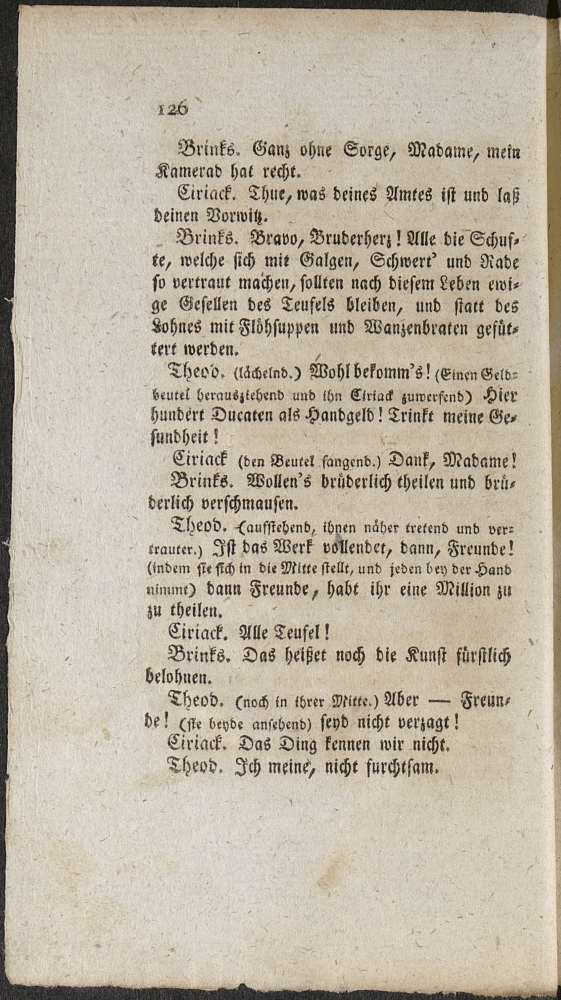 126
Brinks. Ganz ohne Sorge, Madame, mein
Kamerad hat recht.
Ciriack. Thue, was deines Amtes ist und laß
deinen Vorwitz.
Brinks. Bravo, Bruderherz! Alle die Schuf-
te, welche sich mit Galgen, Schwert' und Rade
so vertraut machen, sollten nach diesem Leben ewi-
ge Gesellen des Teufels bleiben, und statt des
Lohnes mit Flöhsuppen und Wanzenbraten gefüt-
tert werden.
Theod. (lächelnd.) Wohl bekomm's! (Einen Geld-
beutel herausziehend und ihn Ciriack zuwerfend) Hier
hundert Ducaten als Handgeld! Trinkt meine Ge-
sundheit!
Ciriack (den Beutel fangend.) Dank, Madame!
Brinks. Wollen's brüderlich theilen und brü-
derlich verschmausen.
Theod. (aufstehend, ihnen näher tretend und ver-
trauter.) Ist das Werk vollendet, dann, Freunde!
(indem sie sich in die Mitte stellt, und jeden bey der Hand
nimmt) dann Freunde, habt ihr eine Million zu
zu theilen.
Ciriack. Alle Teufel!
Brinks. Das heißet noch die Kunst fürstlich
belohnen.
Theod. (noch in ihrer Mitte.) Aber — Freun-
de! (sie beyde ansehend) seyd nicht verzagt!
Ciriack. Das Ding kennen wir nicht.
Theod. Ich meine, nicht furchtsam.